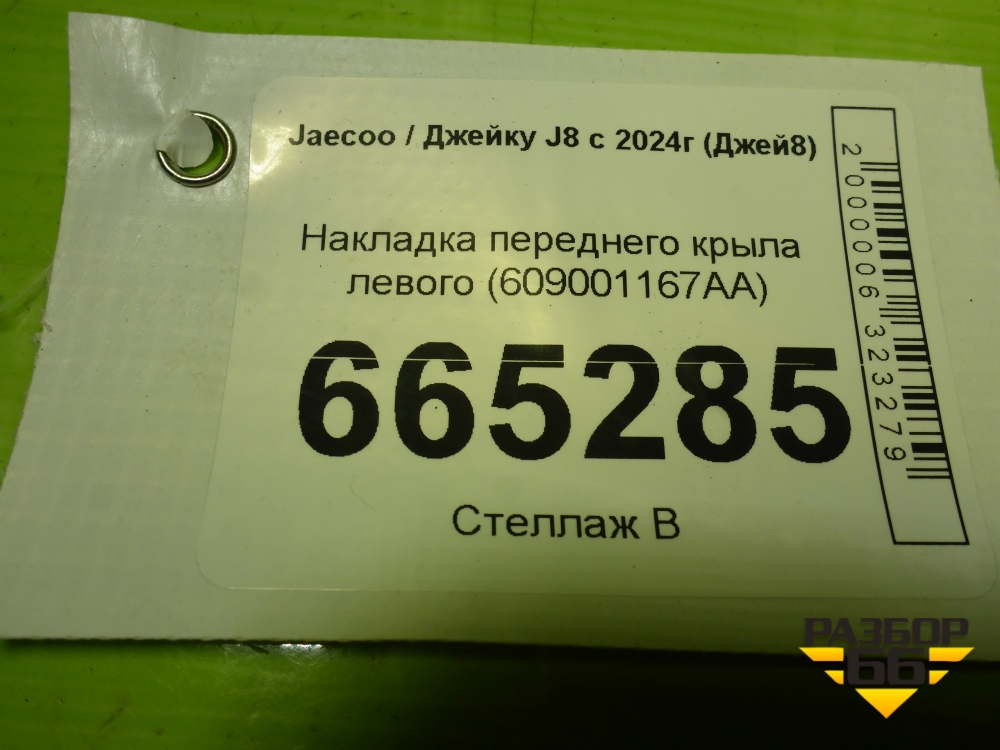 Jaecoo / Джейку J8 с 2024г (Джей8)
Накладка переднего крыла
левого (609001167AA)
665285
Стеллаж В
2000006323279
РАЗБОР
66